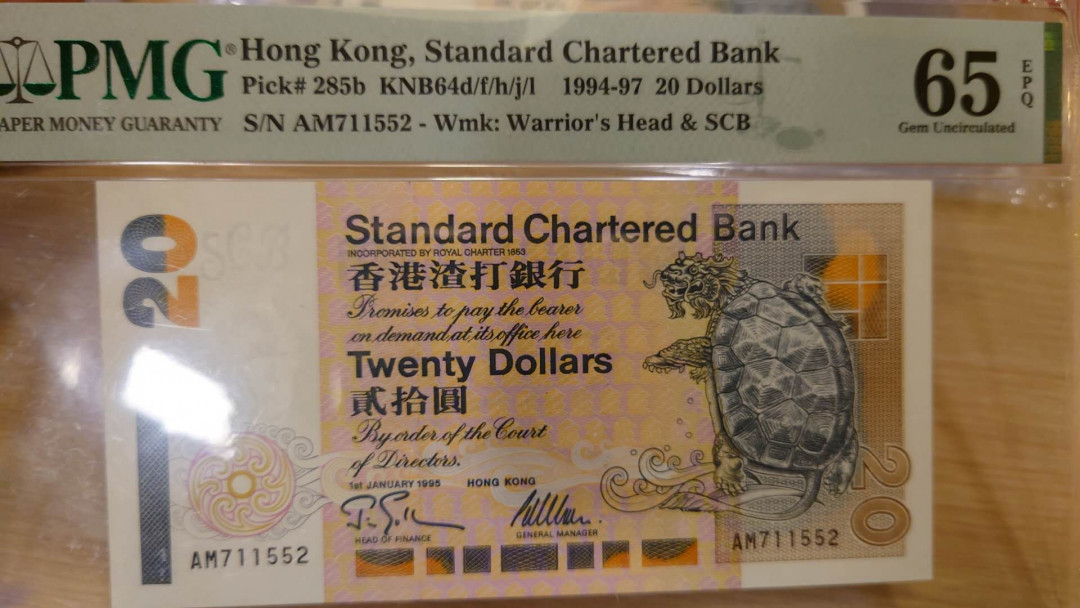 PMG® Hong Kong, Standard Chartered Bank
Pick# 285b KNB64d/f/h/j/l 1994-97 20 Dollars
APER MONEY GUARANTY S/N AM711552 - Wmk: Warrior's Head & SCB
65 EPQ
Gem Uncirculated
20
Standard Chartered Bank
INCORPORATED BY ROYAL CHARTER 1853
香港渣打銀行
Promises to pay the bearer
on demand at its office here
Twenty Dollars
貳拾圓
By order of the Court
of Directors.
1st JANUARY 1995 HONG KONG
HEAD OF FINANCE GENERAL MANAGER
AM711552 AM711552
20